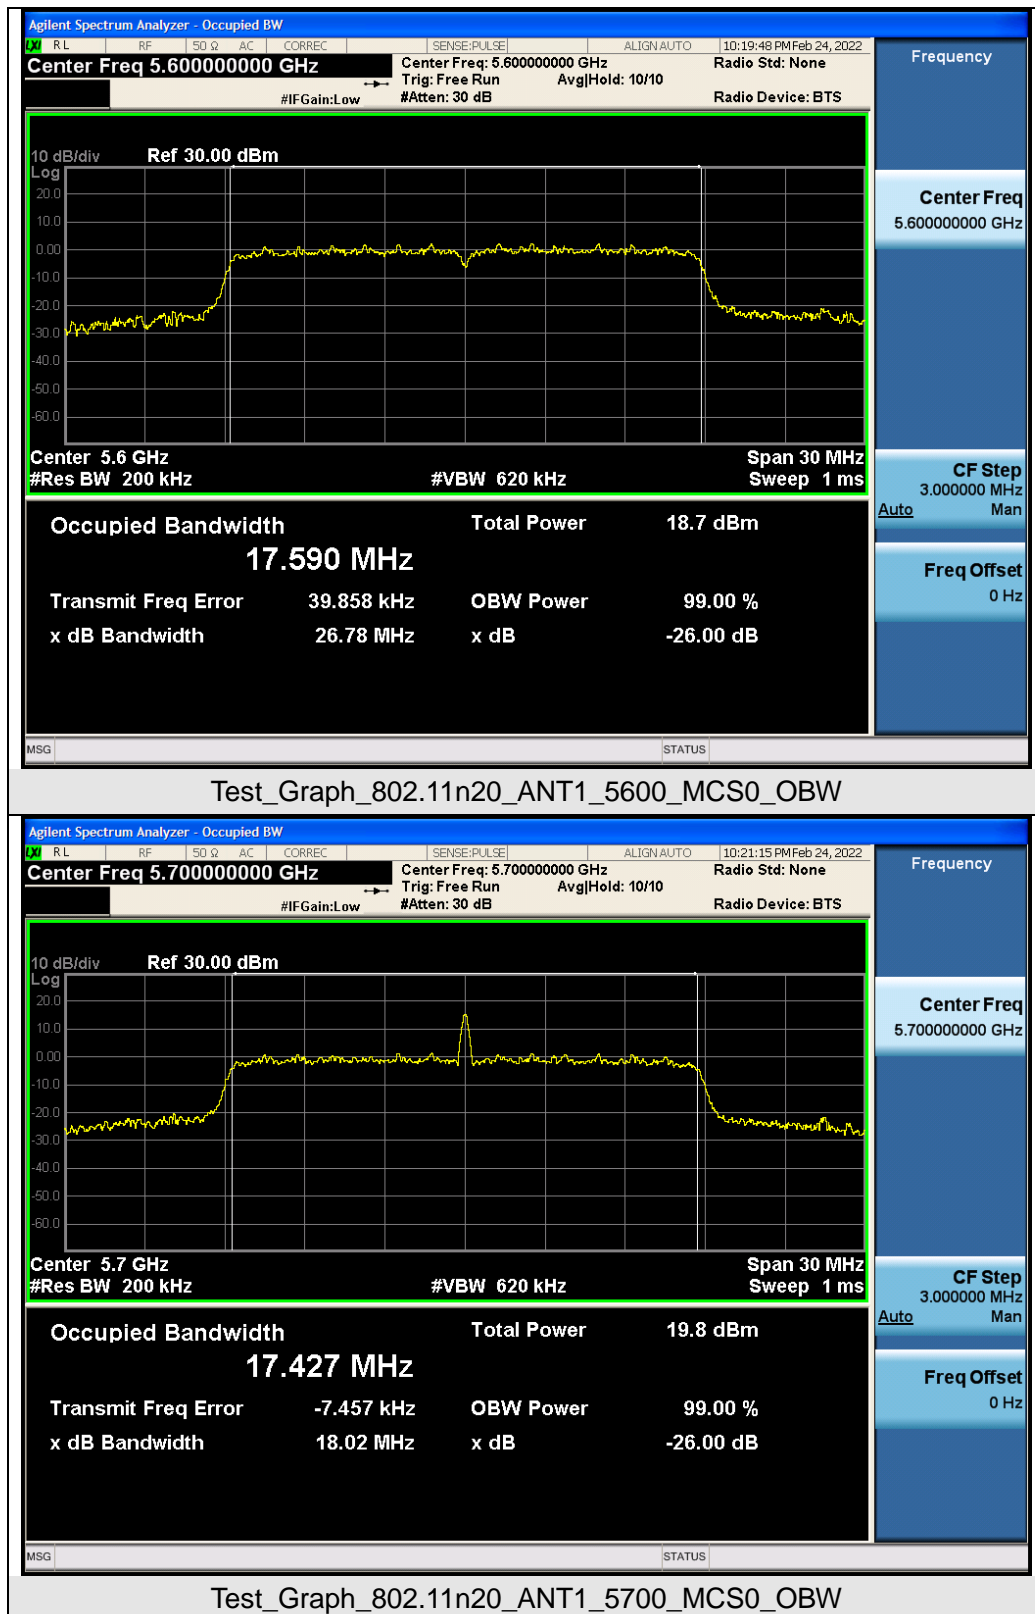 Agilent Spectrum Analyzer - Occupied BW
LXI RL RF 50 Ω AC CORREC SENSE:PULSE ALIGN AUTO 10:19:48 PM Feb 24, 2022
Center Freq 5.600000000 GHz Center Freq: 5.600000000 GHz Radio Std: None
Trig: Free Run Avg|Hold: 10/10
#IFGain:Low #Atten: 30 dB Radio Device: BTS
Frequency
10 dB/div Ref 30.00 dBm
Log
20.0
10.0
0.00
-10.0
-20.0
-30.0
-40.0
-50.0
-60.0
Center 5.6 GHz Span 30 MHz
#Res BW 200 kHz #VBW 620 kHz Sweep 1 ms
Center Freq
5.600000000 GHz
CF Step
3.000000 MHz
Auto Man
Freq Offset
0 Hz
Occupied Bandwidth Total Power 18.7 dBm
17.590 MHz
Transmit Freq Error 39.858 kHz OBW Power 99.00 %
x dB Bandwidth 26.78 MHz x dB -26.00 dB
MSG STATUS
Test_Graph_802.11n20_ANT1_5600_MCS0_OBW
Agilent Spectrum Analyzer - Occupied BW
LXI RL RF 50 Ω AC CORREC SENSE:PULSE ALIGN AUTO 10:21:15 PM Feb 24, 2022
Center Freq 5.700000000 GHz Center Freq: 5.700000000 GHz Radio Std: None
Trig: Free Run Avg|Hold: 10/10
#IFGain:Low #Atten: 30 dB Radio Device: BTS
Frequency
10 dB/div Ref 30.00 dBm
Log
20.0
10.0
0.00
-10.0
-20.0
-30.0
-40.0
-50.0
-60.0
Center 5.7 GHz Span 30 MHz
#Res BW 200 kHz #VBW 620 kHz Sweep 1 ms
Center Freq
5.700000000 GHz
CF Step
3.000000 MHz
Auto Man
Freq Offset
0 Hz
Occupied Bandwidth Total Power 19.8 dBm
17.427 MHz
Transmit Freq Error -7.457 kHz OBW Power 99.00 %
x dB Bandwidth 18.02 MHz x dB -26.00 dB
MSG STATUS
Test_Graph_802.11n20_ANT1_5700_MCS0_OBW